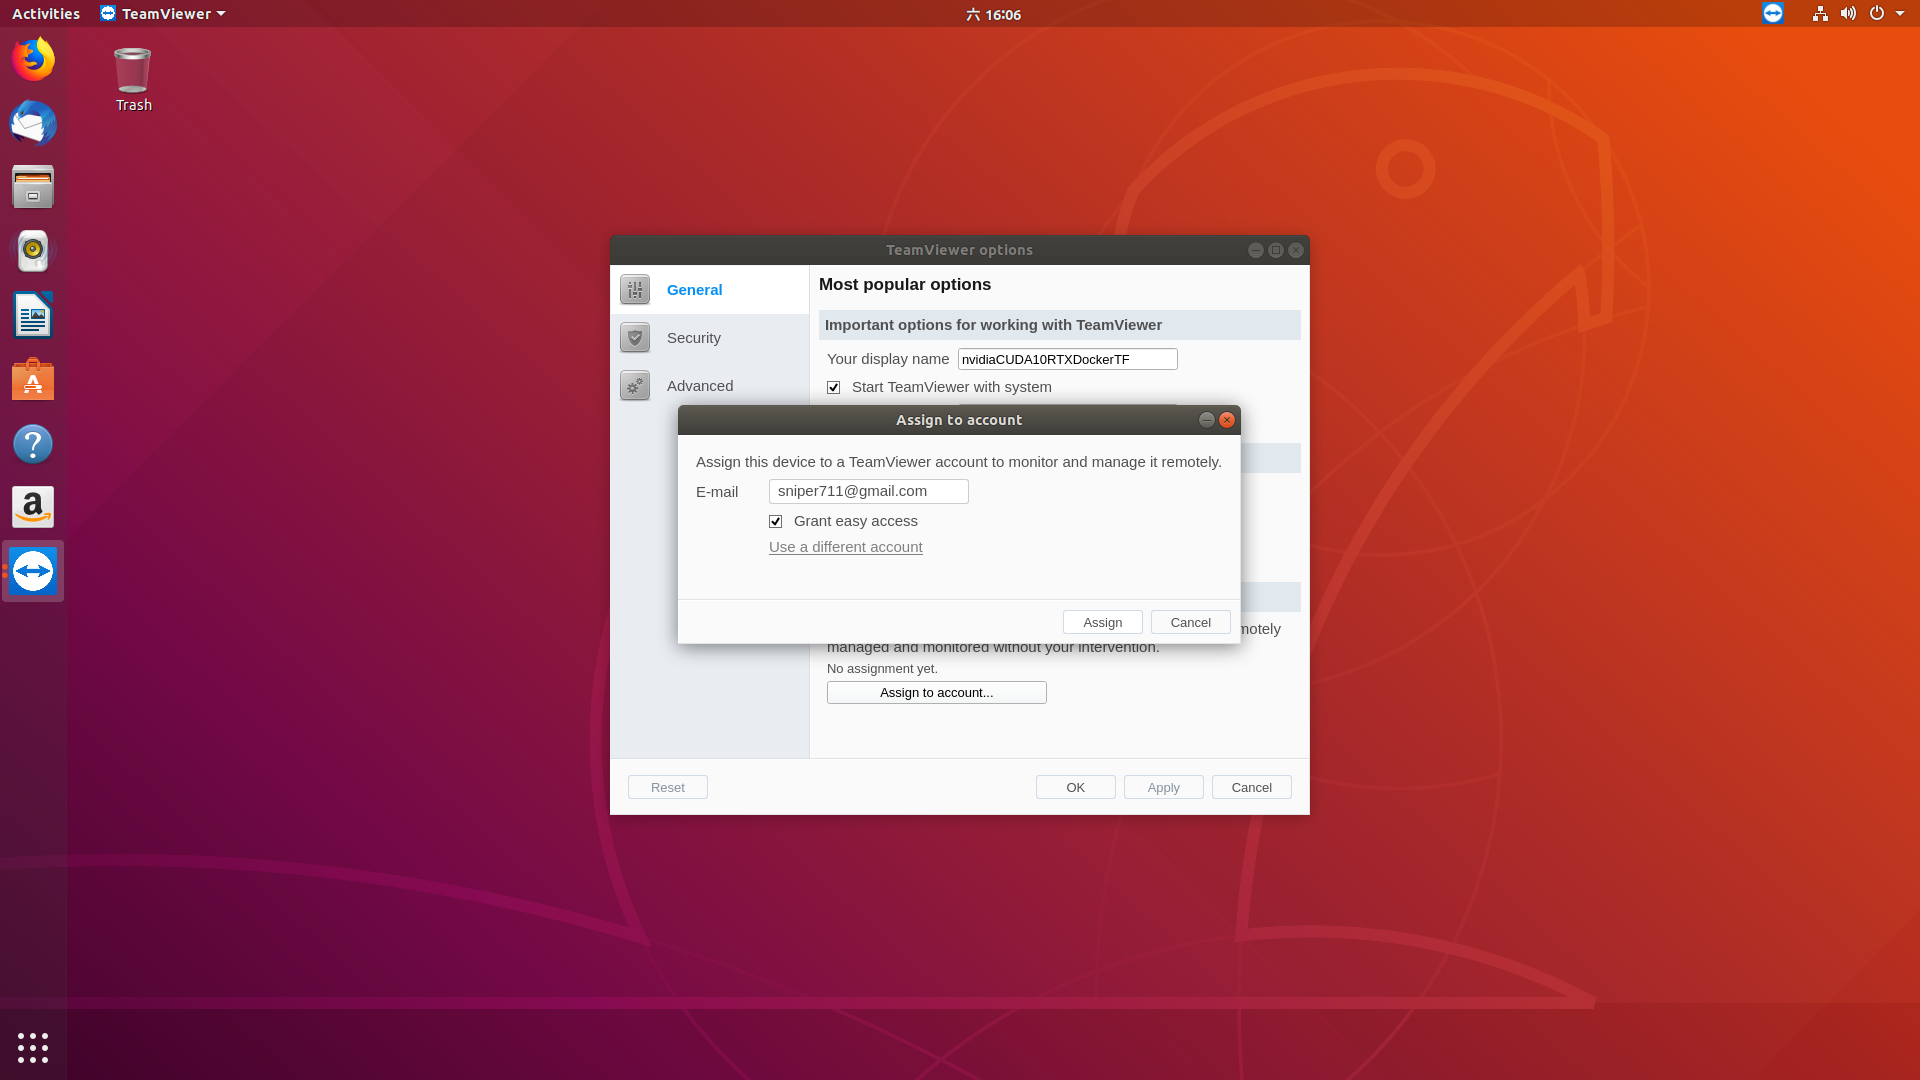 Activities
TeamViewer
六 16:06
Trash
TeamViewer options
General
Security
Advanced
Most popular options
Important options for working with TeamViewer
Your display name nvidiaCUDA10RTXDockerTF
Start TeamViewer with system
Assign to account
Assign this device to a TeamViewer account to monitor and manage it remotely.
E-mail sniper711@gmail.com
Grant easy access
Use a different account
Assign Cancel
motely
managed and monitored without your intervention.
No assignment yet.
Assign to account...
Reset OK Apply Cancel